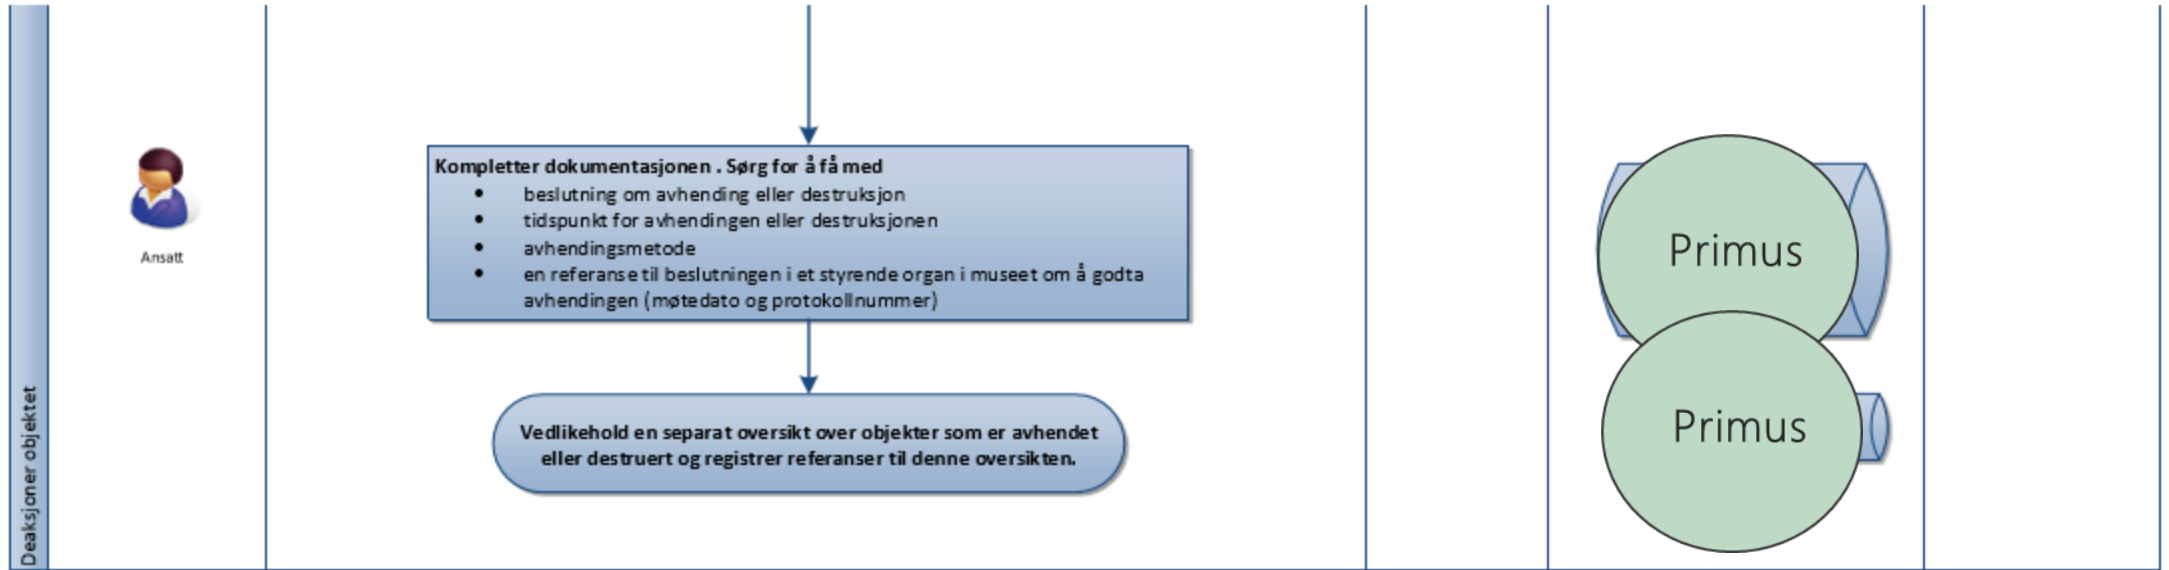 Deaksjoner objektet
Ansatt
Kompletter dokumentasjonen . Sørg for å få med
• beslutning om avhending eller destruksjon
• tidspunkt for avhendingen eller destruksjonen
• avhendingsmetode
• en referanse til beslutningen i et styrende organ i museet om å godta
avhendingen (møtedato og protokollnummer)
Vedlikehold en separat oversikt over objekter som er avhendet
eller destruert og registrer referanser til denne oversikten.
Primus
Primus